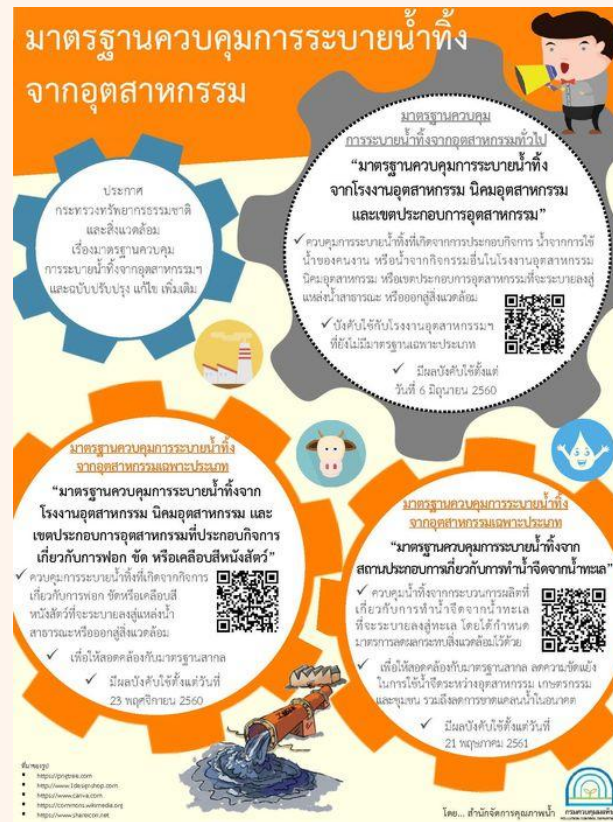 มาตรฐานควบคุมการระบายน้ำทิ้ง
จากอุตสาหกรรม
ประกาศ
กระทรวงทรัพยากรธรรมชาติ
และสิ่งแวดล้อม
เรื่องมาตรฐานควบคุม
การระบายน้ำทิ้งจากอุตสาหกรรมฯ
และฉบับปรับปรุง แก้ไข เพิ่มเติม
มาตรฐานควบคุม
การระบายน้ำทิ้งจากอุตสาหกรรมทั่วไป
“มาตรฐานควบคุมการระบายน้ำทิ้ง
จากโรงงานอุตสาหกรรม นิคมอุตสาหกรรม
และเขตประกอบการอุตสาหกรรม”
✓ ควบคุมการระบายน้ำทิ้งที่เกิดจากการประกอบกิจการ น้ำจากการใช้
น้ำของคนงาน หรือน้ำจากกิจกรรมอื่นในโรงงานอุตสาหกรรม
นิคมอุตสาหกรรม หรือเขตประกอบการอุตสาหกรรมที่จะระบายลงสู่
แหล่งน้ำสาธารณะ หรือออกสู่สิ่งแวดล้อม
✓ บังคับใช้กับโรงงานอุตสาหกรรมฯ
ที่ยังไม่มีมาตรฐานเฉพาะประเภท
✓ มีผลบังคับใช้ตั้งแต่
วันที่ 6 มิถุนายน 2560
มาตรฐานควบคุมการระบายน้ำทิ้ง
จากอุตสาหกรรมเฉพาะประเภท
“มาตรฐานควบคุมการระบายน้ำทิ้งจาก
โรงงานอุตสาหกรรม นิคมอุตสาหกรรม และ
เขตประกอบการอุตสาหกรรมที่ประกอบกิจการ
เกี่ยวกับการฟอก ขัด หรือเคลือบสีหนังสัตว์”
✓ ควบคุมการระบายน้ำทิ้งที่เกิดจากกิจการ
เกี่ยวกับการฟอก ขัดหรือเคลือบสี
หนังสัตว์ที่จะระบายลงสู่แหล่งน้ำ
สาธารณะหรือออกสู่สิ่งแวดล้อม
✓ เพื่อให้สอดคล้องกับมาตรฐานสากล
✓ มีผลบังคับใช้ตั้งแต่วันที่
23 พฤศจิกายน 2560
มาตรฐานควบคุมการระบายน้ำทิ้ง
จากอุตสาหกรรมเฉพาะประเภท
“มาตรฐานควบคุมการระบายน้ำทิ้งจาก
สถานประกอบการเกี่ยวกับการทำน้ำจืดจากน้ำทะเล”
✓ ควบคุมน้ำทิ้งจากกระบวนการผลิตที่
เกี่ยวกับการทำน้ำจืดจากน้ำทะเล
ที่จะระบายลงสู่ทะเล โดยได้กำหนด
มาตรการลดผลกระทบสิ่งแวดล้อมไว้ด้วย
✓ เพื่อให้สอดคล้องกับมาตรฐานสากล ลดความขัดแย้ง
ในการใช้น้ำจืดระหว่างอุตสาหกรรม เกษตรกรรม
และชุมชน รวมถึงลดการขาดแคลนน้ำในอนาคต
✓ มีผลบังคับใช้ตั้งแต่วันที่
21 พฤษภาคม 2561
ที่มาของรูป
https://pngtree.com
http://www.1designshop.com
https://www.canva.com
https://commons.wikimedia.org
https://www.sharecon.net
โดย... สำนักจัดการคุณภาพน้ำ
กรมควบคุมมลพิษ